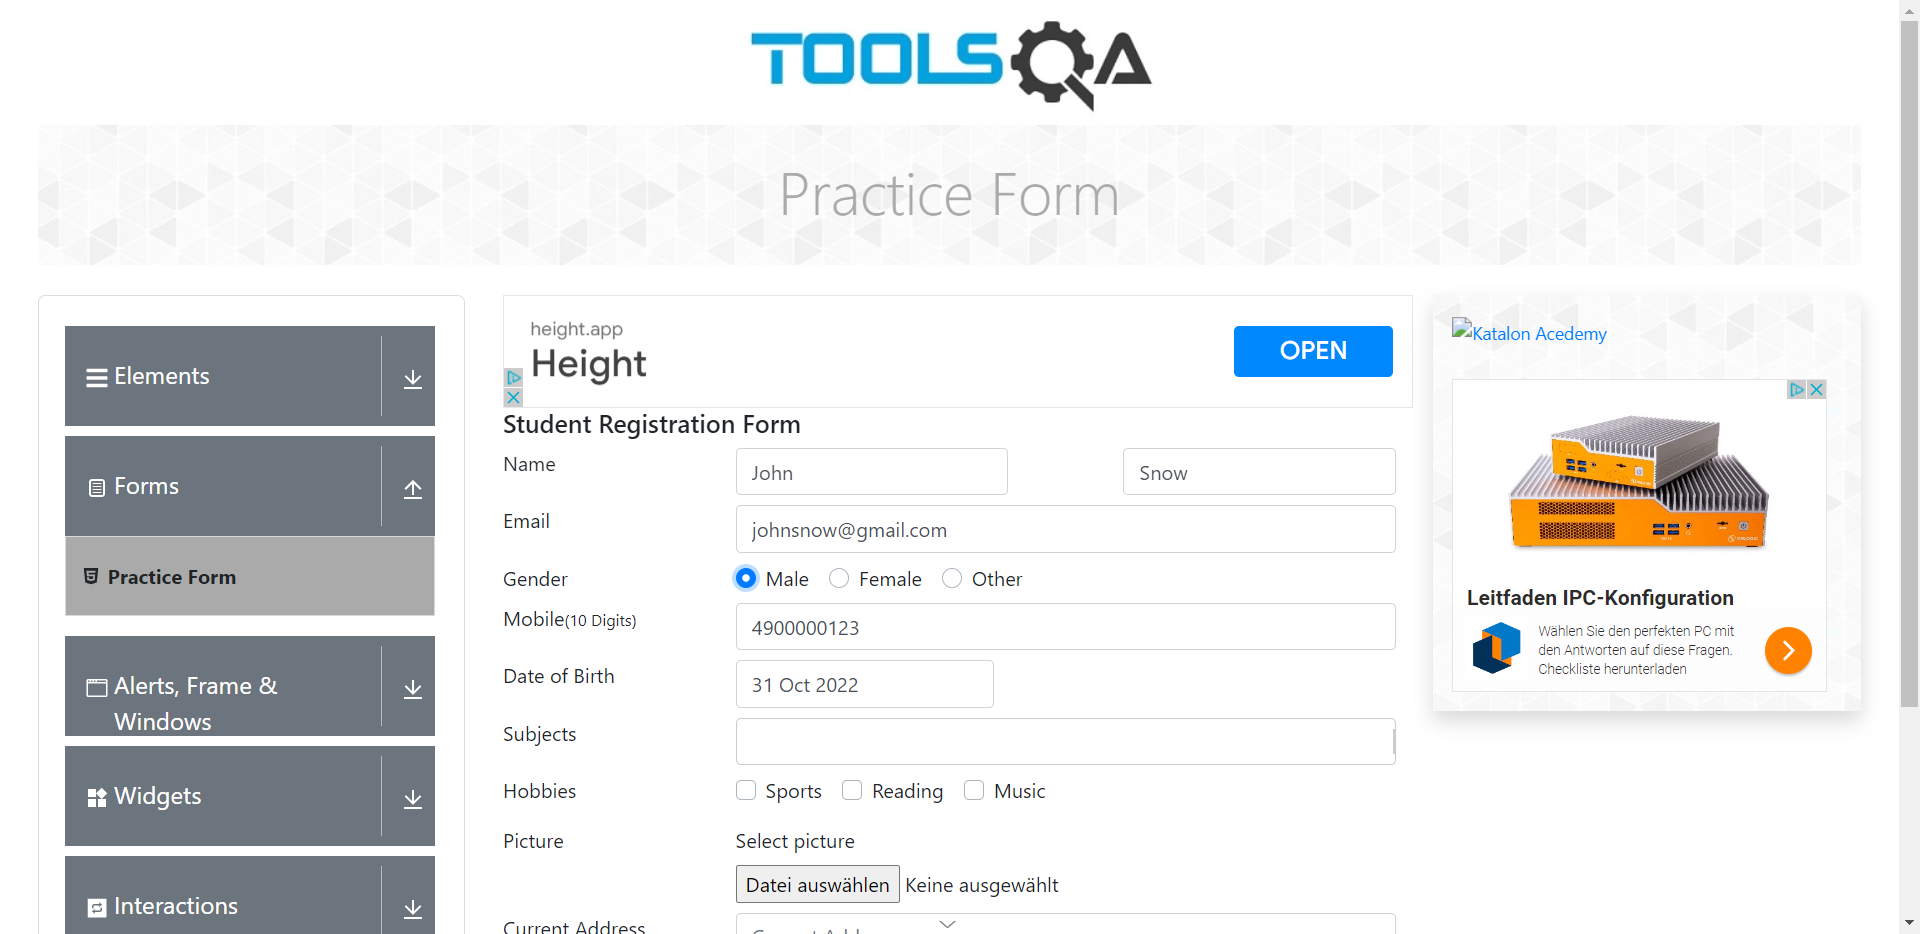 TOOLSQA
Practice Form
Elements
Forms
Practice Form
Alerts, Frame &
Windows
Widgets
Interactions
height.app
Height
OPEN
Student Registration Form
Name
John
Snow
Email
johnsnow@gmail.com
Gender
Male
Female
Other
Mobile(10 Digits)
4900000123
Date of Birth
31 Oct 2022
Subjects
Hobbies
Sports
Reading
Music
Picture
Select picture
Datei auswählen
Keine ausgewählt
Current Address
Katalon Acedemy
Leitfaden IPC-Konfiguration
Wählen Sie den perfekten PC mit
den Antworten auf diese Fragen.
Checkliste herunterladen